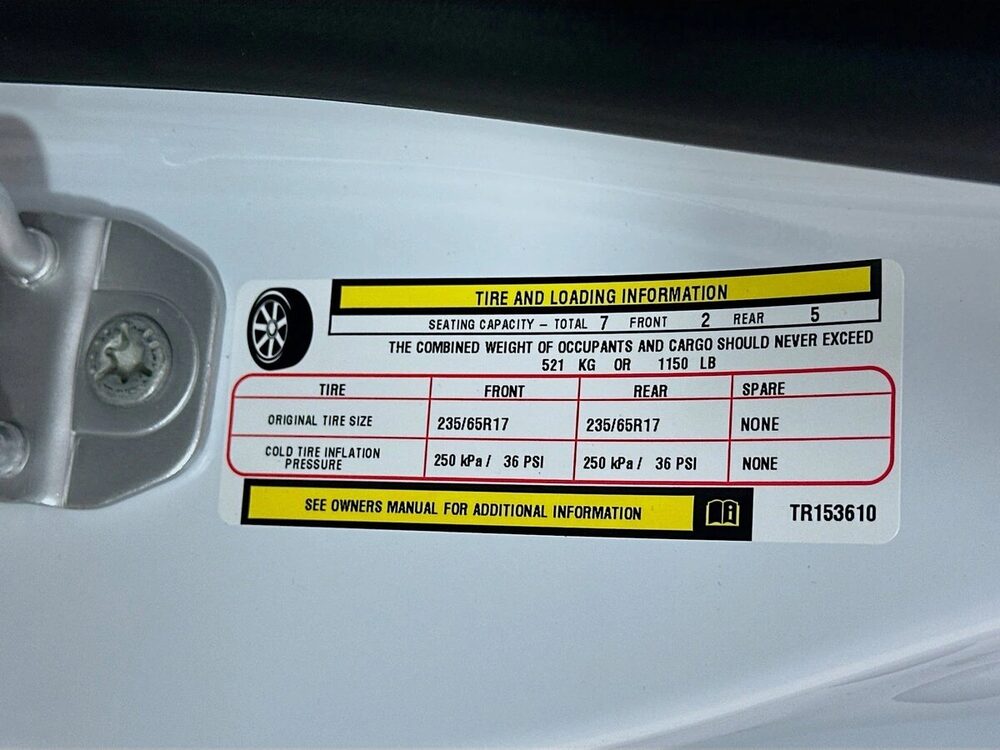 TIRE AND LOADING INFORMATION
SEATING CAPACITY – TOTAL 7 FRONT 2 REAR 5
THE COMBINED WEIGHT OF OCCUPANTS AND CARGO SHOULD NEVER EXCEED
521 KG OR 1150 LB
TIRE FRONT REAR SPARE
ORIGINAL TIRE SIZE 235/65R17 235/65R17 NONE
COLD TIRE INFLATION PRESSURE 250 kPa / 36 PSI 250 kPa / 36 PSI NONE
SEE OWNERS MANUAL FOR ADDITIONAL INFORMATION
TR153610